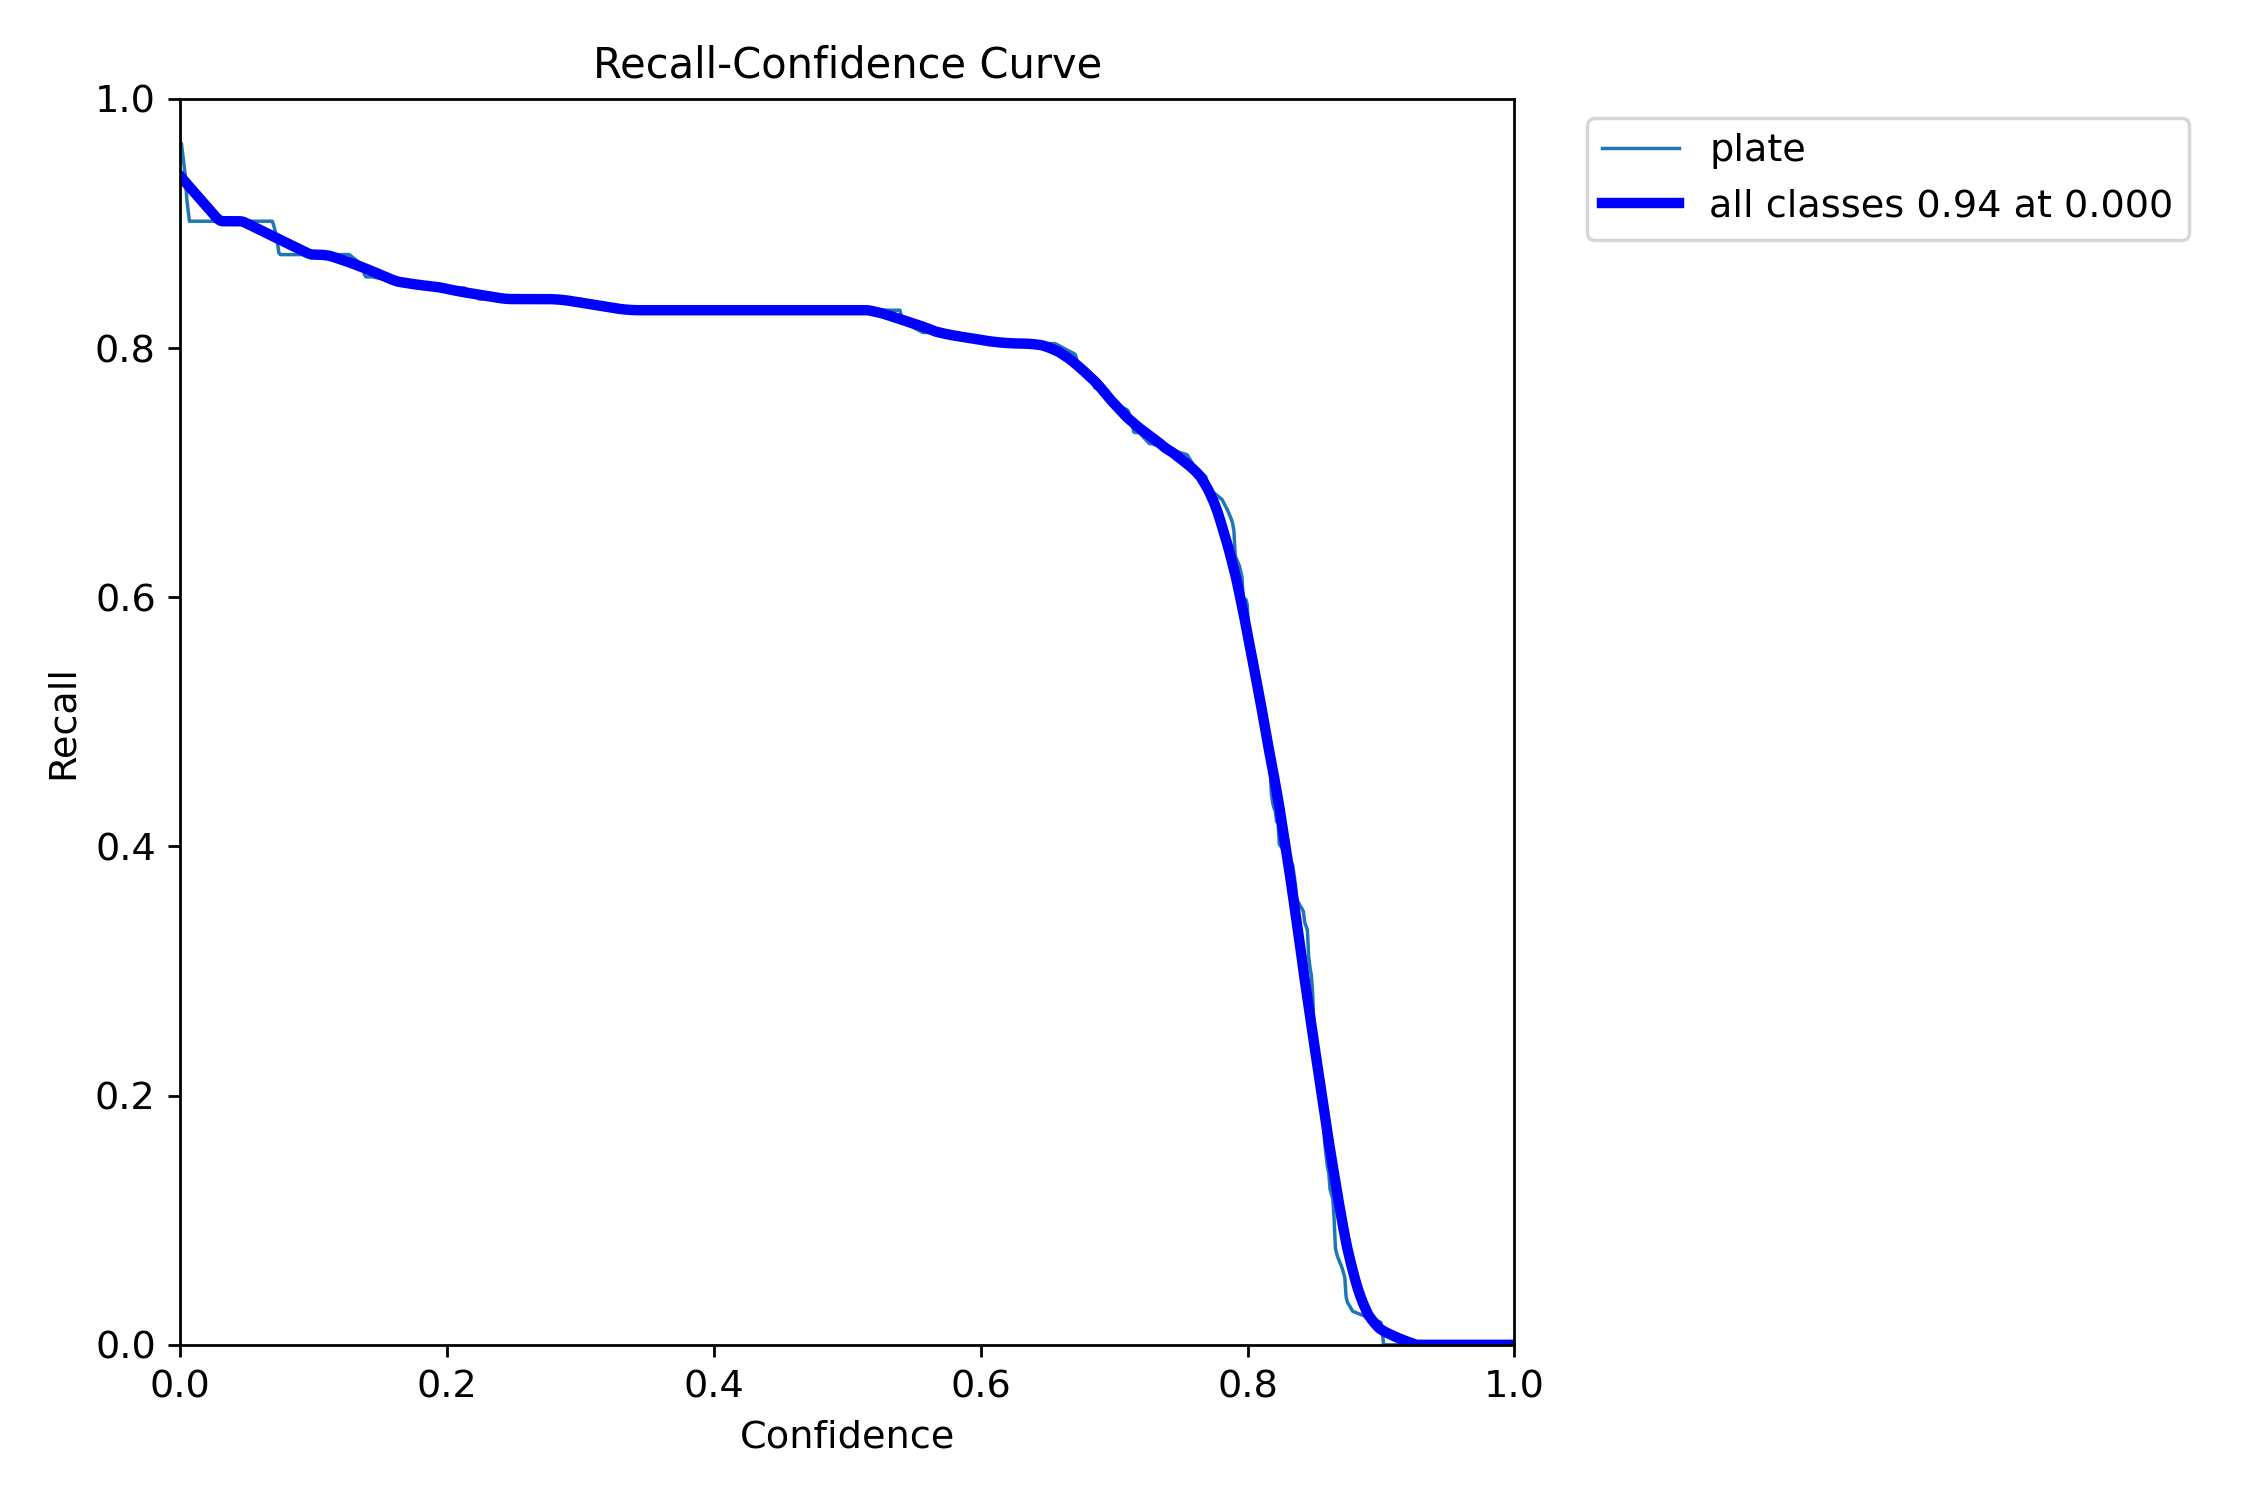 Recall-Confidence Curve
1.0
0.8
0.6
0.4
0.2
0.0
Recall
0.0 0.2 0.4 0.6 0.8 1.0
Confidence
plate
all classes 0.94 at 0.000